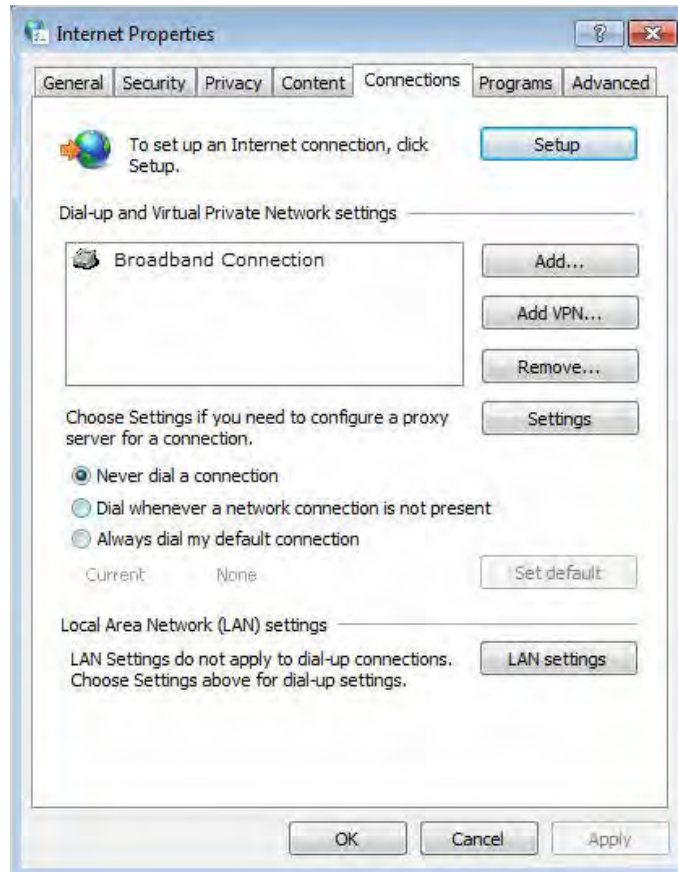 Internet Properties
General Security Privacy Content Connections Programs Advanced
To set up an Internet connection, click
Setup.
Setup
Dial-up and Virtual Private Network settings
Broadband Connection
Add...
Add VPN...
Remove...
Choose Settings if you need to configure a proxy
server for a connection.
Settings
Never dial a connection
Dial whenever a network connection is not present
Always dial my default connection
Current None
Set default
Local Area Network (LAN) settings
LAN Settings do not apply to dial-up connections.
Choose Settings above for dial-up settings.
LAN settings
OK Cancel Apply